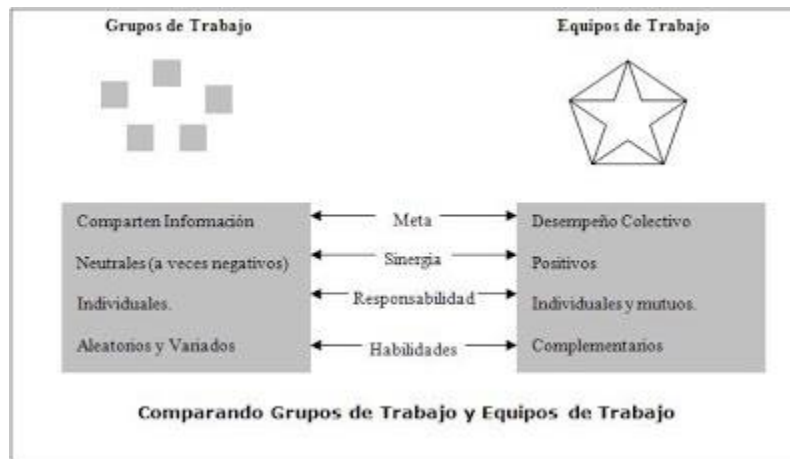 Grupos de Trabajo Equipos de Trabajo
Comparten Información Meta Desempeño Colectivo
Neutrales (a veces negativos) Sinergia Positivos
Individuales. Responsabilidad Individuales y mutuos.
Aleatorios y Variados Habilidades Complementarios
Comparando Grupos de Trabajo y Equipos de Trabajo